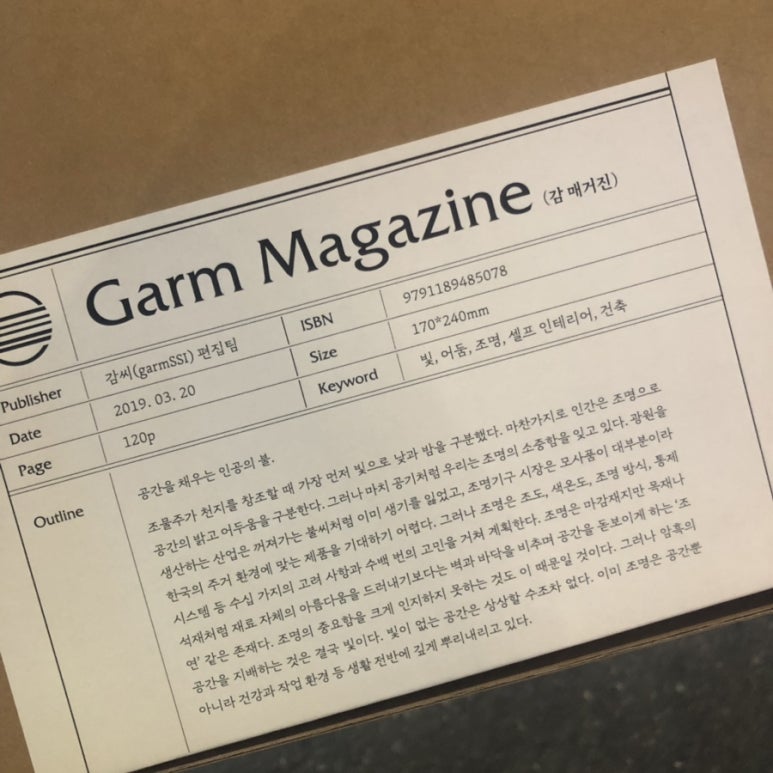 Garm Magazine (감 매거진)
Publisher 감씨(garmSSI) 편집팀 ISBN 9791189485078
Date 2019. 03. 20 Size 170*240mm
Page 120p Keyword 빛, 어둠, 조명, 셀프 인테리어, 건축
Outline 공간을 채우는 인공의 불.
조물주가 천지를 창조할 때 가장 먼저 빛으로 낮과 밤을 구분했다. 마찬가지로 인간은 조명으로
공간의 밝고 어두움을 구분한다. 그러나 마치 공기처럼 우리는 조명의 소중함을 잊고 있다. 광원을
생산하는 산업은 꺼져가는 불씨처럼 이미 생기를 잃었고, 조명기구 시장은 모사품이 대부분이라
한국의 주거 환경에 맞는 제품을 기대하기 어렵다. 그러나 조명은 조도, 색온도, 조명 방식, 통제
시스템 등 수십 가지의 고려 사항과 수백 번의 고민을 거쳐 계획한다. 조명은 마감재지만 목재나
석재처럼 재료 자체의 아름다움을 드러내기보다는 벽과 바닥을 비추며 공간을 돋보이게 하는 ‘조
연’ 같은 존재다. 조명의 중요함을 크게 인지하지 못하는 것도 이 때문일 것이다. 그러나 암흑의
공간을 지배하는 것은 결국 빛이다. 빛이 없는 공간은 상상할 수조차 없다. 이미 조명은 공간뿐
아니라 건강과 작업 환경 등 생활 전반에 깊게 뿌리내리고 있다.